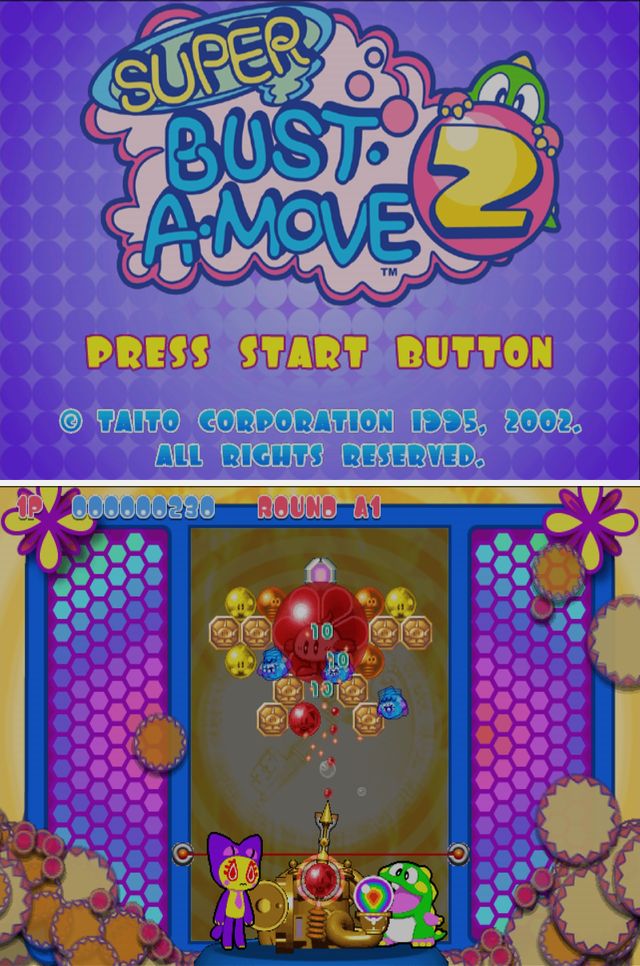 SUPER
BUST-
A-MOVE 2
TM
PRESS START BUTTON
© TAITO CORPORATION 1995, 2002.
ALL RIGHTS RESERVED.
1P 000000230 ROUND A1
10
10
10